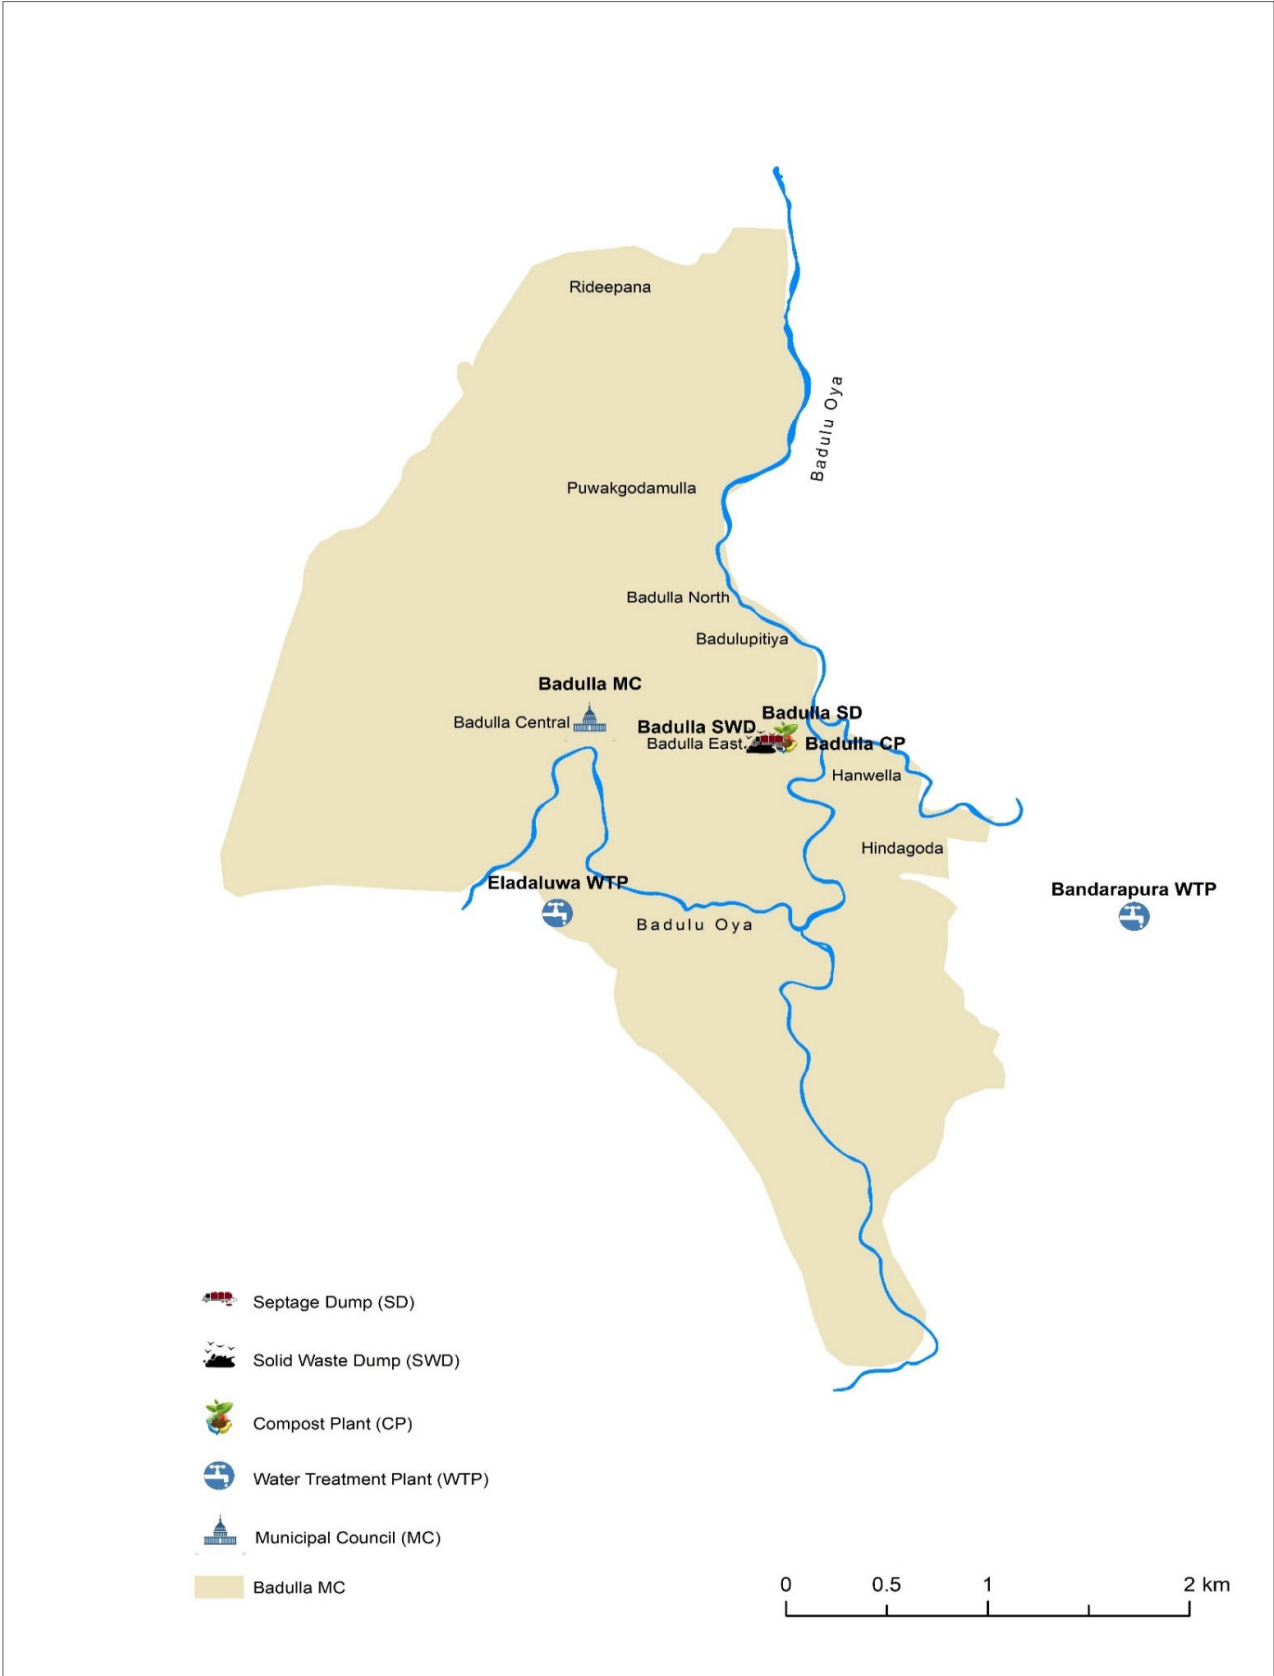 Rideepana
Badulu Oya
Puwakgodamulla
Badulla North
Badulupitiya
Badulla MC
Badulla Central
Badulla SD
Badulla SWD
Badulla East
Badulla CP
Hanwella
Hindagoda
Eladaluwa WTP
Bandarapura WTP
Badulu Oya
Septage Dump (SD)
Solid Waste Dump (SWD)
Compost Plant (CP)
Water Treatment Plant (WTP)
Municipal Council (MC)
Badulla MC
0 0.5 1 2 km